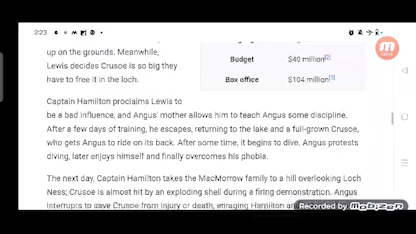 2:23
up on the grounds. Meanwhile,
Lewis decides Crusoe is so big they
have to free it in the loch.
Budget $40 million[2]
Box office $104 million[3]
Captain Hamilton proclaims Lewis to
be a bad influence, and Angus' mother allows him to teach Angus some discipline.
After a few days of training, he escapes, returning to the lake and a full-grown Crusoe,
who gets Angus to ride on its back. After some time, it begins to dive. Angus protests
diving, later enjoys himself and finally overcomes his phobia.
The next day, Captain Hamilton takes the MacMorrow family to a hill overlooking Loch
Ness; Crusoe is almost hit by an exploding shell during a firing demonstration. Angus
interrupts to save Crusoe from injury or death, enraging Hamilton and
Recorded by Mobizen